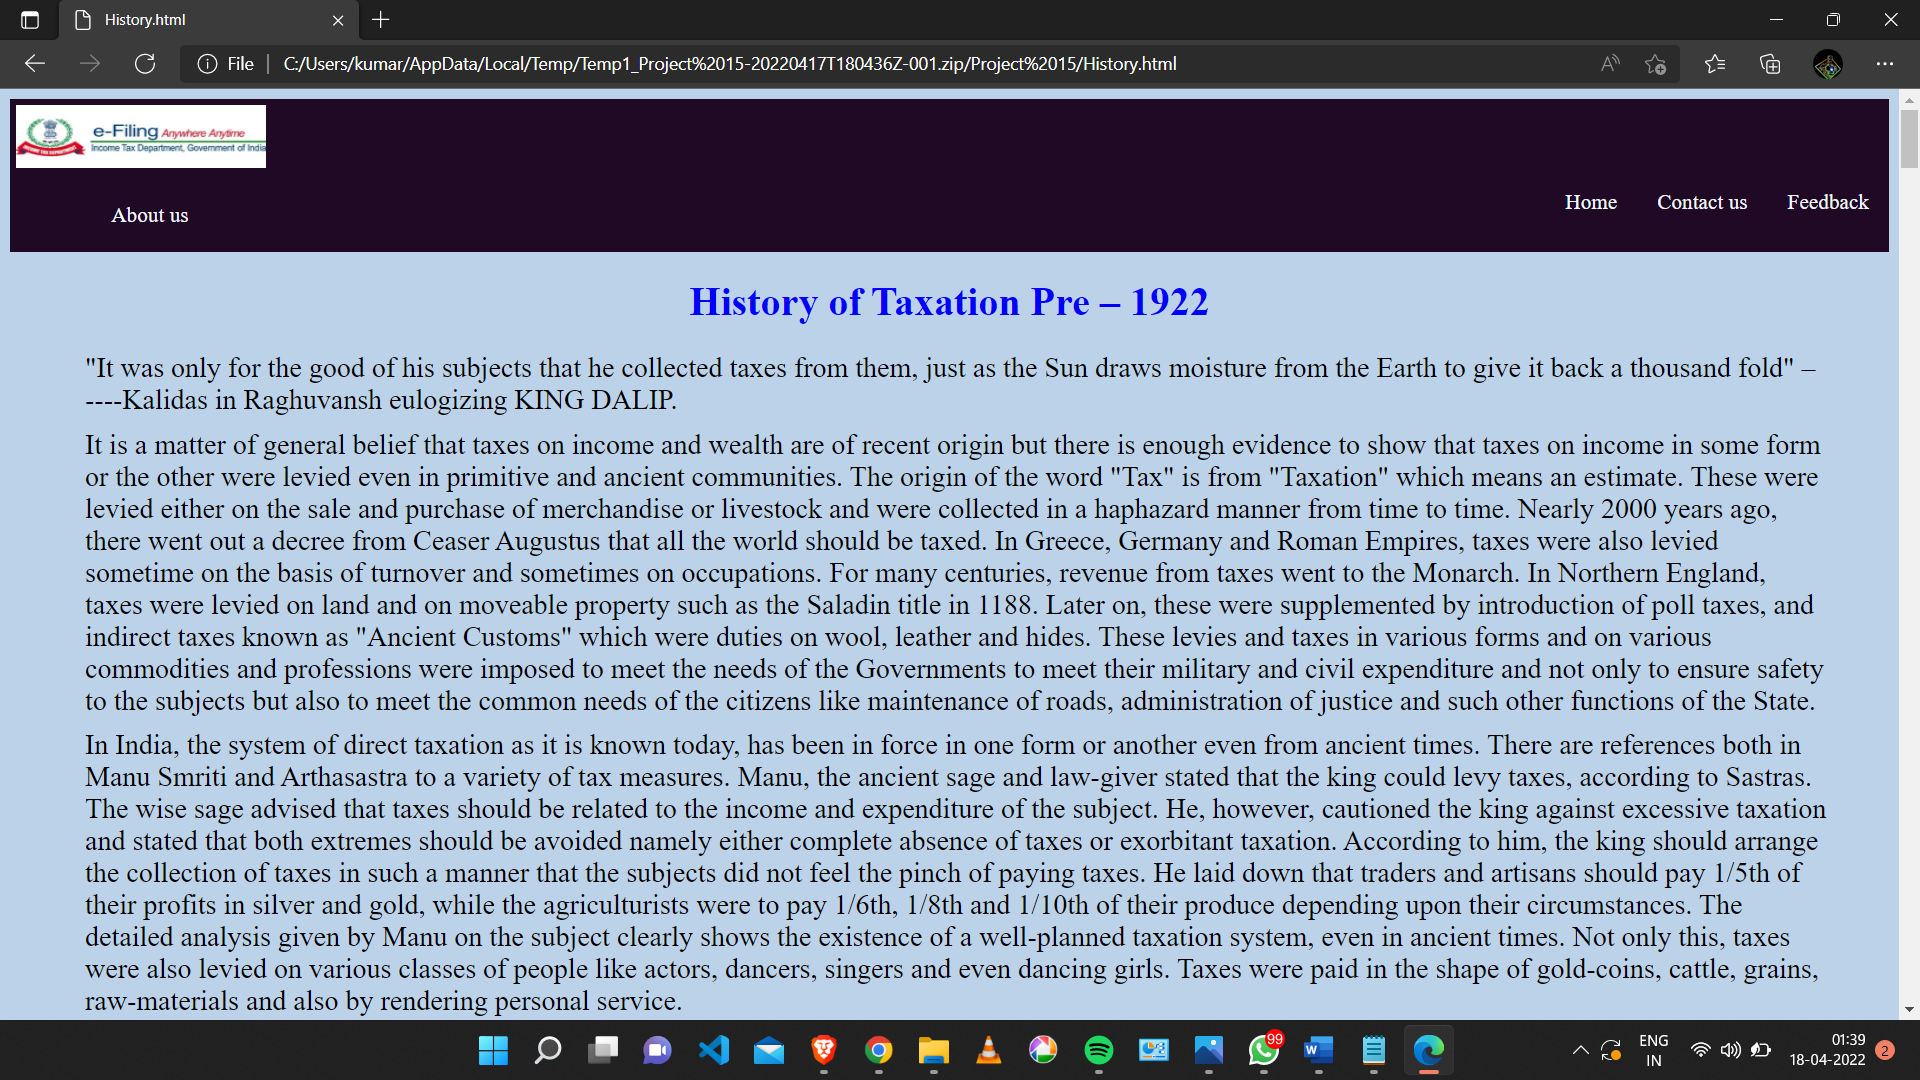 History.html
File
C:/Users/kumar/AppData/Local/Temp/Temp1_Project%2015-20220417T180436Z-001.zip/Project%2015/History.html
e-Filing Anywhere Anytime
Income Tax Department, Government of India
About us
Home Contact us Feedback
History of Taxation Pre – 1922
"It was only for the good of his subjects that he collected taxes from them, just as the Sun draws moisture from the Earth to give it back a thousand fold" –
----Kalidas in Raghuvansh eulogizing KING DALIP.
It is a matter of general belief that taxes on income and wealth are of recent origin but there is enough evidence to show that taxes on income in some form
or the other were levied even in primitive and ancient communities. The origin of the word "Tax" is from "Taxation" which means an estimate. These were
levied either on the sale and purchase of merchandise or livestock and were collected in a haphazard manner from time to time. Nearly 2000 years ago,
there went out a decree from Ceaser Augustus that all the world should be taxed. In Greece, Germany and Roman Empires, taxes were also levied
sometime on the basis of turnover and sometimes on occupations. For many centuries, revenue from taxes went to the Monarch. In Northern England,
taxes were levied on land and on moveable property such as the Saladin title in 1188. Later on, these were supplemented by introduction of poll taxes, and
indirect taxes known as "Ancient Customs" which were duties on wool, leather and hides. These levies and taxes in various forms and on various
commodities and professions were imposed to meet the needs of the Governments to meet their military and civil expenditure and not only to ensure safety
to the subjects but also to meet the common needs of the citizens like maintenance of roads, administration of justice and such other functions of the State.
In India, the system of direct taxation as it is known today, has been in force in one form or another even from ancient times. There are references both in
Manu Smriti and Arthasastra to a variety of tax measures. Manu, the ancient sage and law-giver stated that the king could levy taxes, according to Sastras.
The wise sage advised that taxes should be related to the income and expenditure of the subject. He, however, cautioned the king against excessive taxation
and stated that both extremes should be avoided namely either complete absence of taxes or exorbitant taxation. According to him, the king should arrange
the collection of taxes in such a manner that the subjects did not feel the pinch of paying taxes. He laid down that traders and artisans should pay 1/5th of
their profits in silver and gold, while the agriculturists were to pay 1/6th, 1/8th and 1/10th of their produce depending upon their circumstances. The
detailed analysis given by Manu on the subject clearly shows the existence of a well-planned taxation system, even in ancient times. Not only this, taxes
were also levied on various classes of people like actors, dancers, singers and even dancing girls. Taxes were paid in the shape of gold-coins, cattle, grains,
raw-materials and also by rendering personal service.
99
ENG
IN
01:39
18-04-2022
2